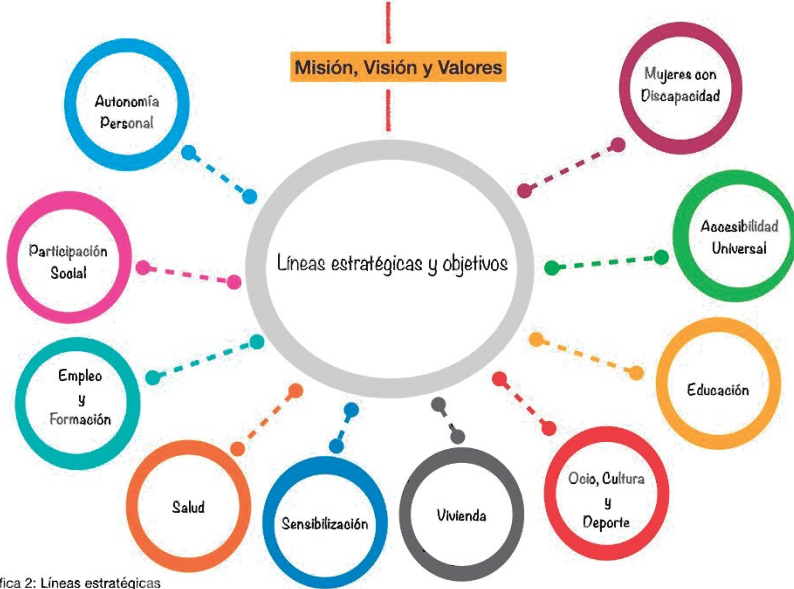 Misión, Visión y Valores
Autonomía
Personal
Mujeres con
Discapacidad
Participación
Social
Líneas estratégicas y objetivos
Accesibilidad
Universal
Empleo
y
Formación
Educación
Salud
Sensibilización
Vivienda
Ocio, Cultura
y
Deporte
fica 2: Líneas estratégicas